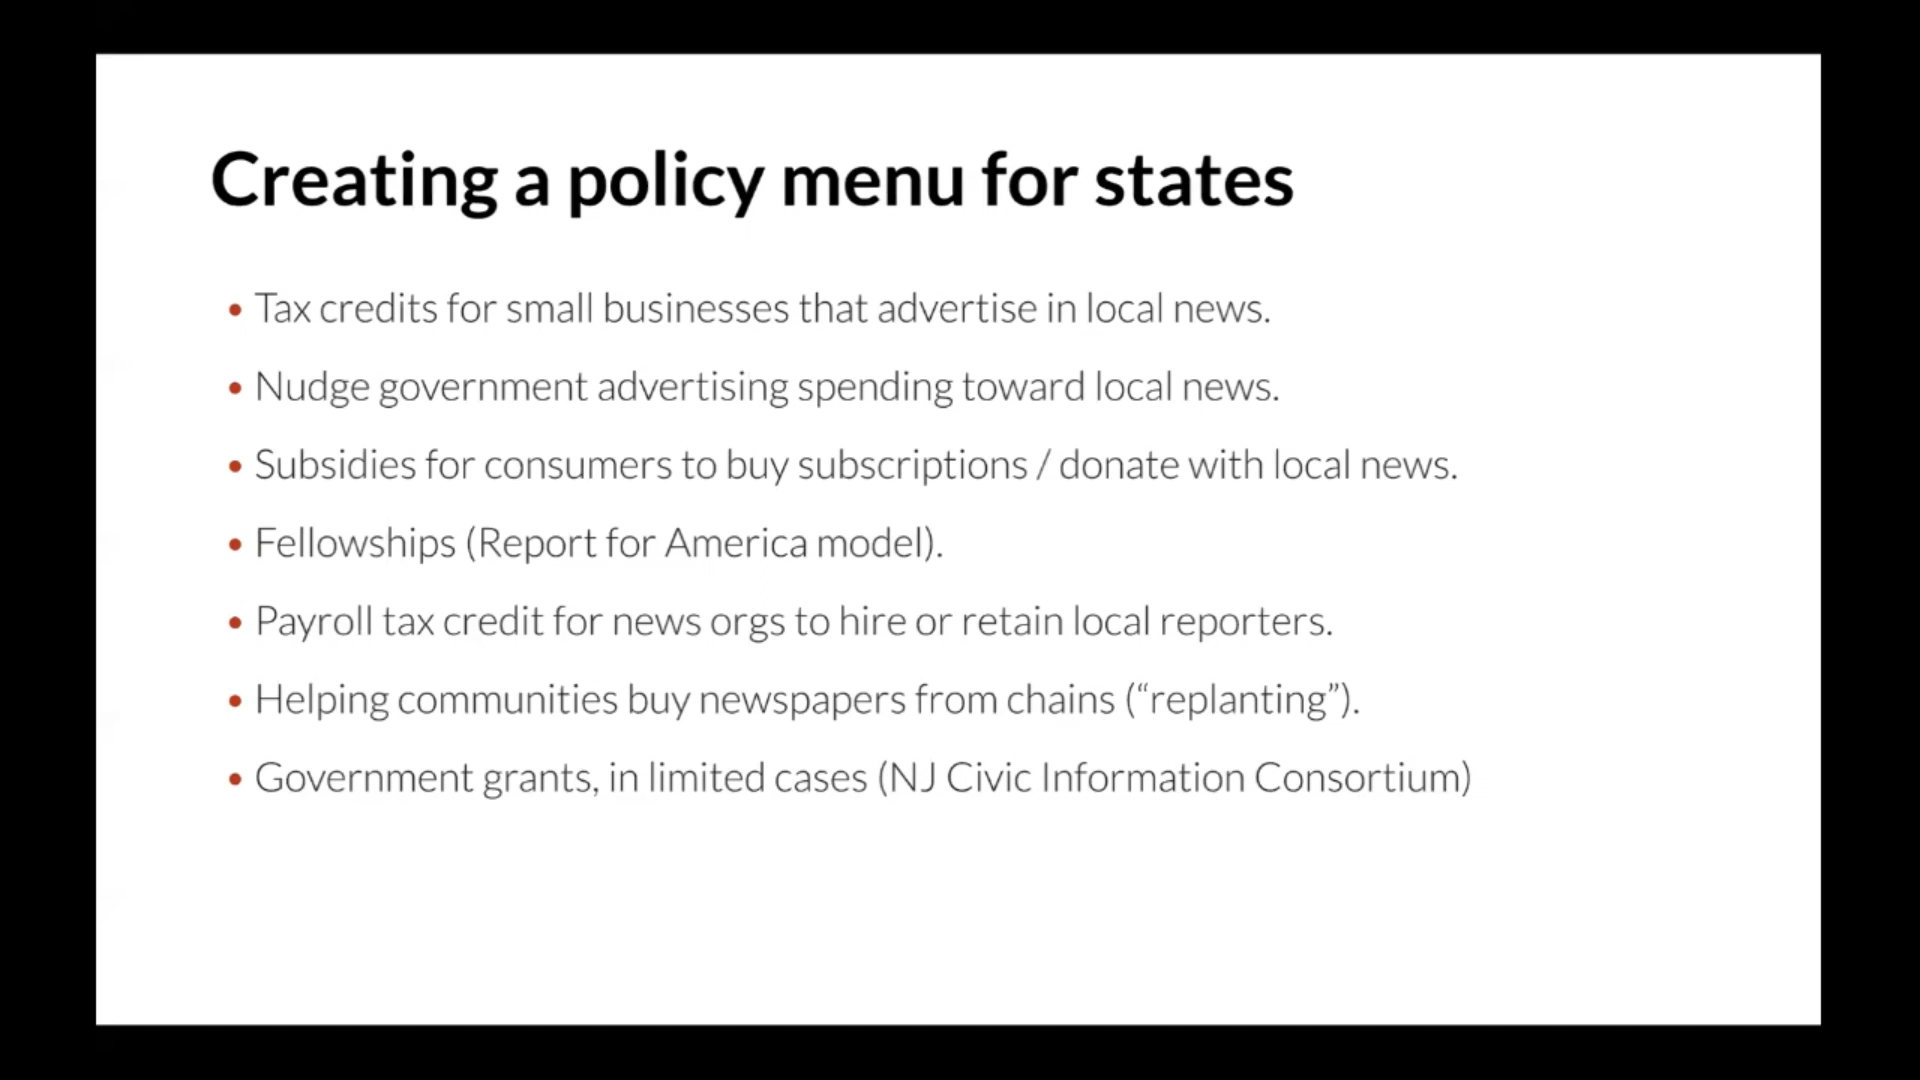 Creating a policy menu for states
• Tax credits for small businesses that advertise in local news.
• Nudge government advertising spending toward local news.
• Subsidies for consumers to buy subscriptions / donate with local news.
• Fellowships (Report for America model).
• Payroll tax credit for news orgs to hire or retain local reporters.
• Helping communities buy newspapers from chains (“replanting”).
• Government grants, in limited cases (NJ Civic Information Consortium)